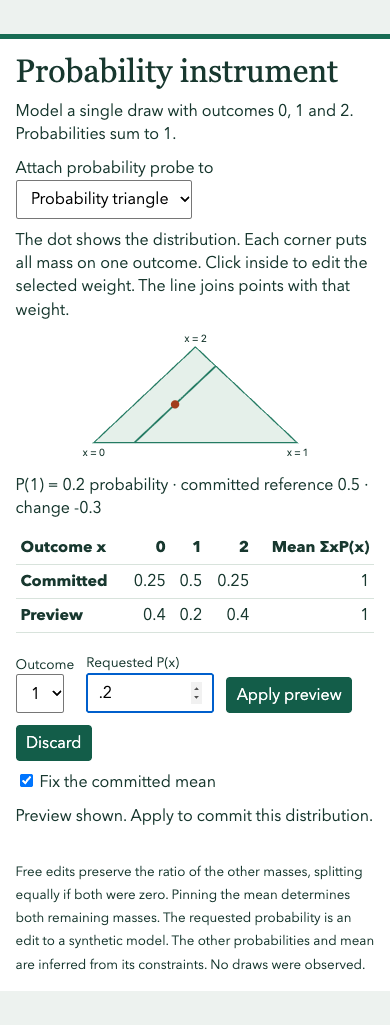 Probability instrument
Model a single draw with outcomes 0, 1 and 2.
Probabilities sum to 1.
Attach probability probe to
Probability triangle
The dot shows the distribution. Each corner puts
all mass on one outcome. Click inside to edit the
selected weight. The line joins points with that
weight.
x = 2
x = 0
x = 1
P(1) = 0.2 probability · committed reference 0.5 ·
change -0.3
Outcome x 0 1 2 Mean ΣxP(x)
Committed 0.25 0.5 0.25 1
Preview 0.4 0.2 0.4 1
Outcome Requested P(x)
1 .2 Apply preview
Discard
Fix the committed mean
Preview shown. Apply to commit this distribution.
Free edits preserve the ratio of the other masses, splitting
equally if both were zero. Pinning the mean determines
both remaining masses. The requested probability is an
edit to a synthetic model. The other probabilities and mean
are inferred from its constraints. No draws were observed.